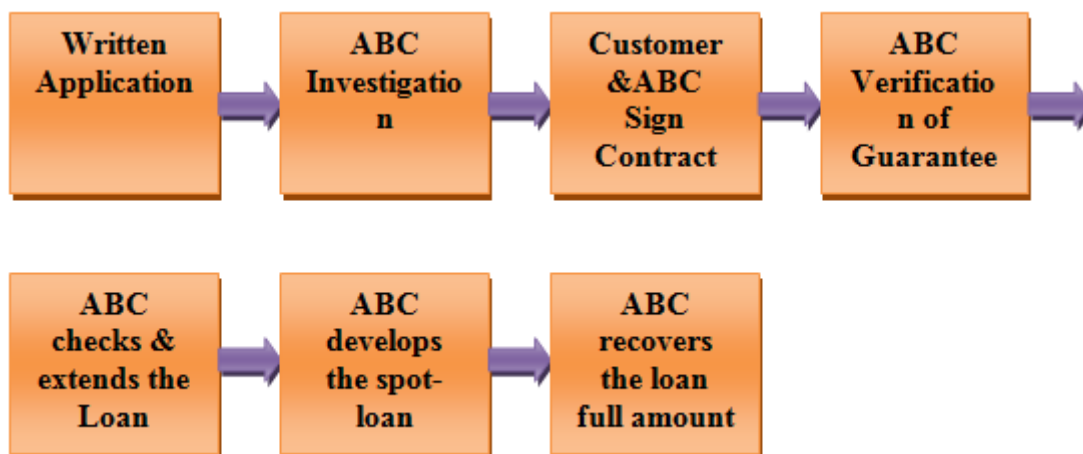 Written
Application
ABC
Investigatio
n
Customer
&ABC
Sign
Contract
ABC
Verificatio
n of
Guarantee
ABC
checks &
extends the
Loan
ABC
develops
the spot-
loan
ABC
recovers
the loan
full amount